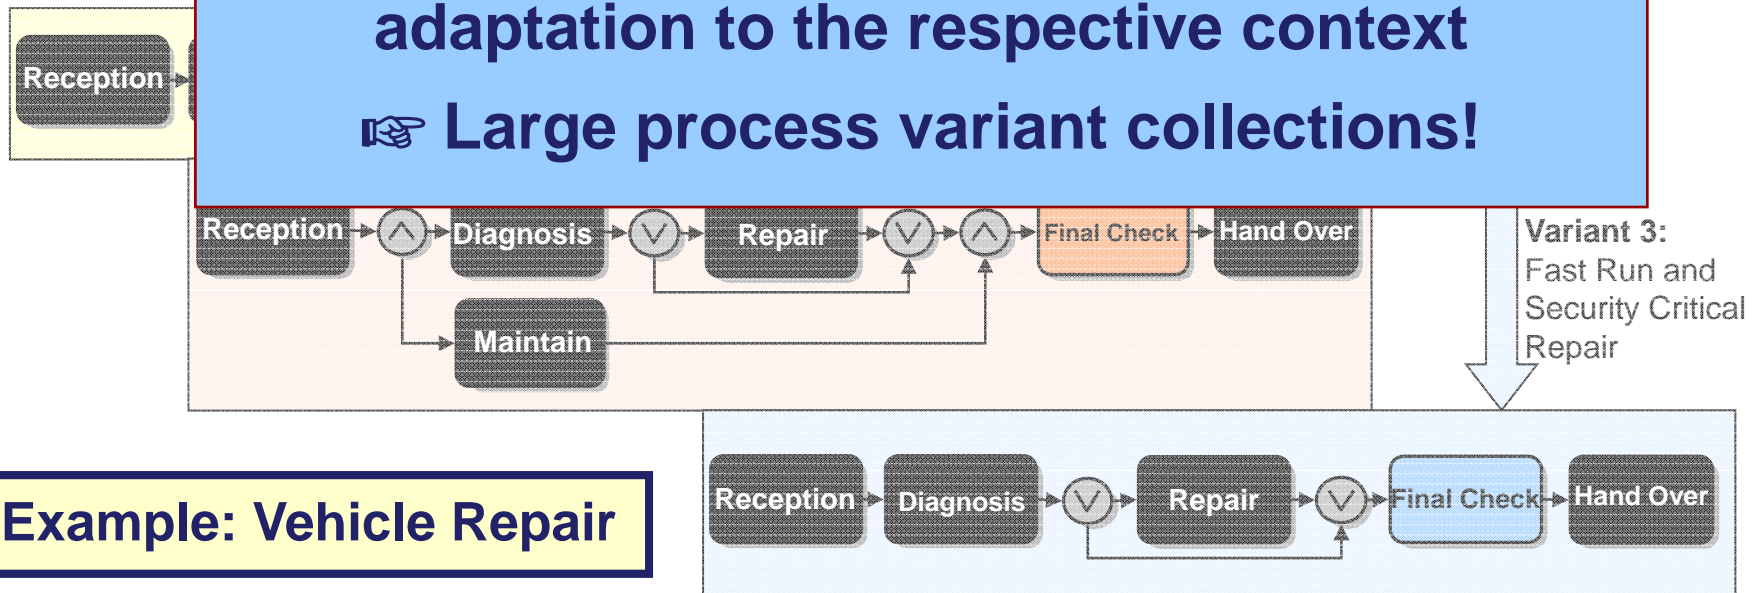 adaptation to the respective context
☞ Large process variant collections!
Reception
Reception
Diagnosis
Repair
Final Check
Hand Over
Maintain
Variant 3:
Fast Run and
Security Critical
Repair
Reception
Diagnosis
Repair
Final Check
Hand Over
Example: Vehicle Repair